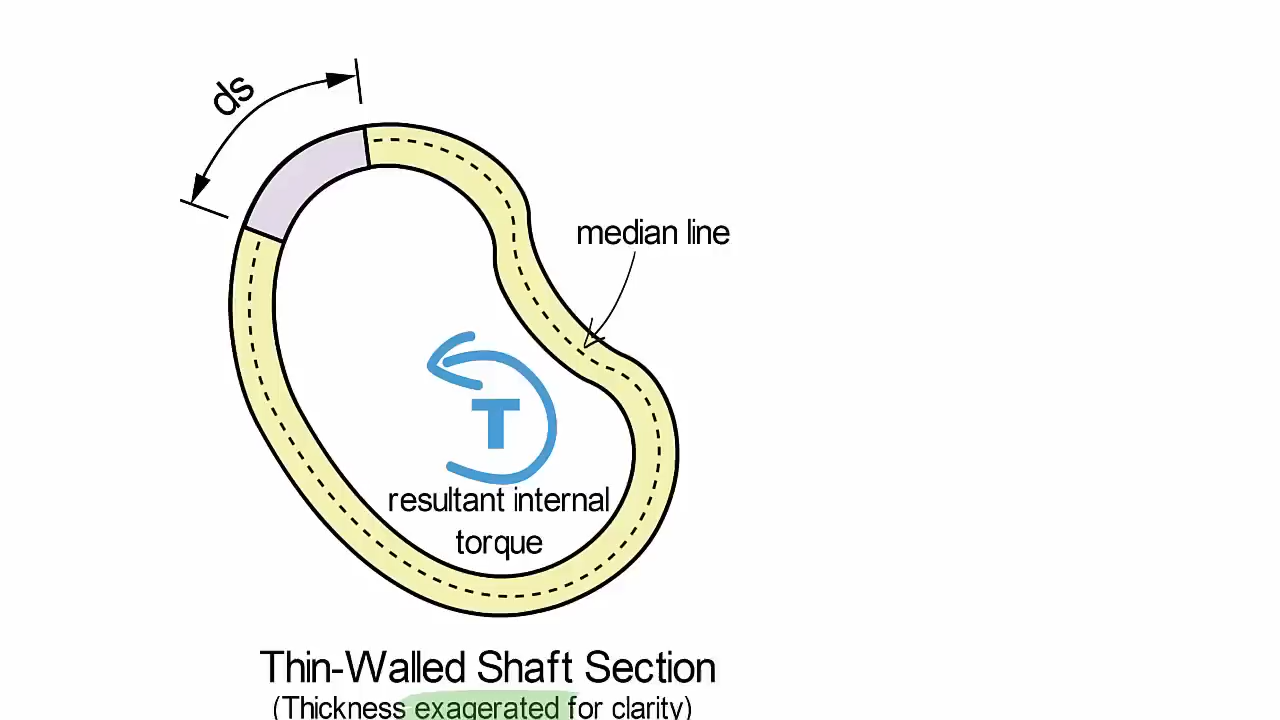 ds
median line
T
resultant internal
torque
Thin-Walled Shaft Section
(Thickness exagerated for clarity)